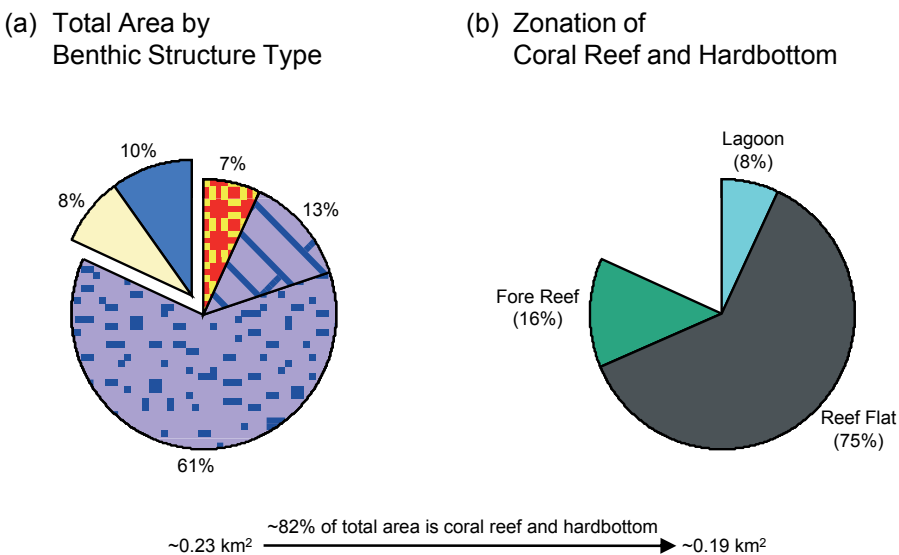 (a) Total Area by
Benthic Structure Type
(b) Zonation of
Coral Reef and Hardbottom
10%
7%
8%
13%
61%
Lagoon
(8%)
Fore Reef
(16%)
Reef Flat
(75%)
~82% of total area is coral reef and hardbottom
~0.23 km²
~0.19 km²